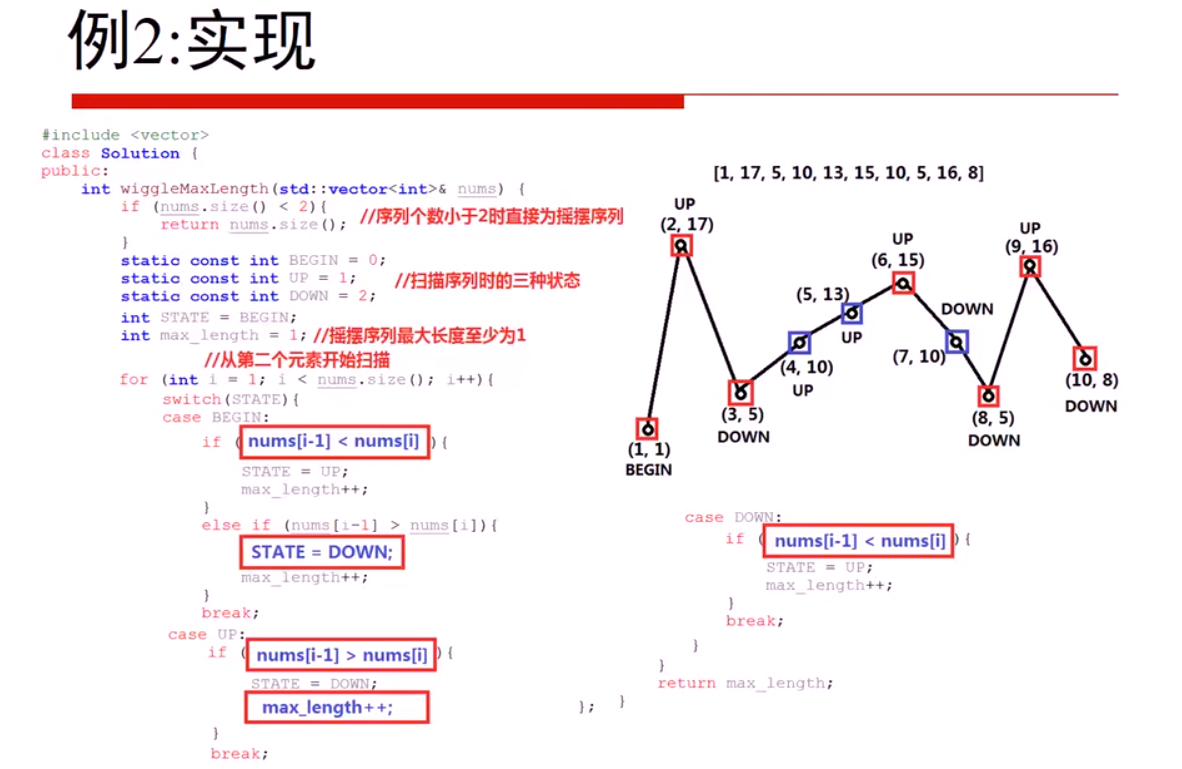 例2:实现
#include <vector>
class Solution {
public:
int wiggleMaxLength(std::vector<int>& nums) {
if (nums.size() < 2){
return nums.size(); //序列个数小于2时直接为摇摆序列
}
static const int BEGIN = 0;
static const int UP = 1; //扫描序列时的三种状态
static const int DOWN = 2;
int STATE = BEGIN;
int max_length = 1; //摇摆序列最大长度至少为1
//从第二个元素开始扫描
for (int i = 1; i < nums.size(); i++){
switch(STATE){
case BEGIN:
if ( nums[i-1] < nums[i] ){
STATE = UP;
max_length++;
}
else if (nums[i-1] > nums[i]){
STATE = DOWN;
max_length++;
}
break;
case UP:
if ( nums[i-1] > nums[i] ){
STATE = DOWN;
max_length++;
}
break;
case DOWN:
if ( nums[i-1] < nums[i] ){
STATE = UP;
max_length++;
}
break;
}
}
return max_length;
}
};
[1, 17, 5, 10, 13, 15, 10, 5, 16, 8]
UP
(2, 17)
UP
(6, 15)
UP
(9, 16)
(5, 13)
UP
DOWN
(7, 10)
(4, 10)
UP
(3, 5)
DOWN
(8, 5)
DOWN
(10, 8)
DOWN
(1, 1)
BEGIN